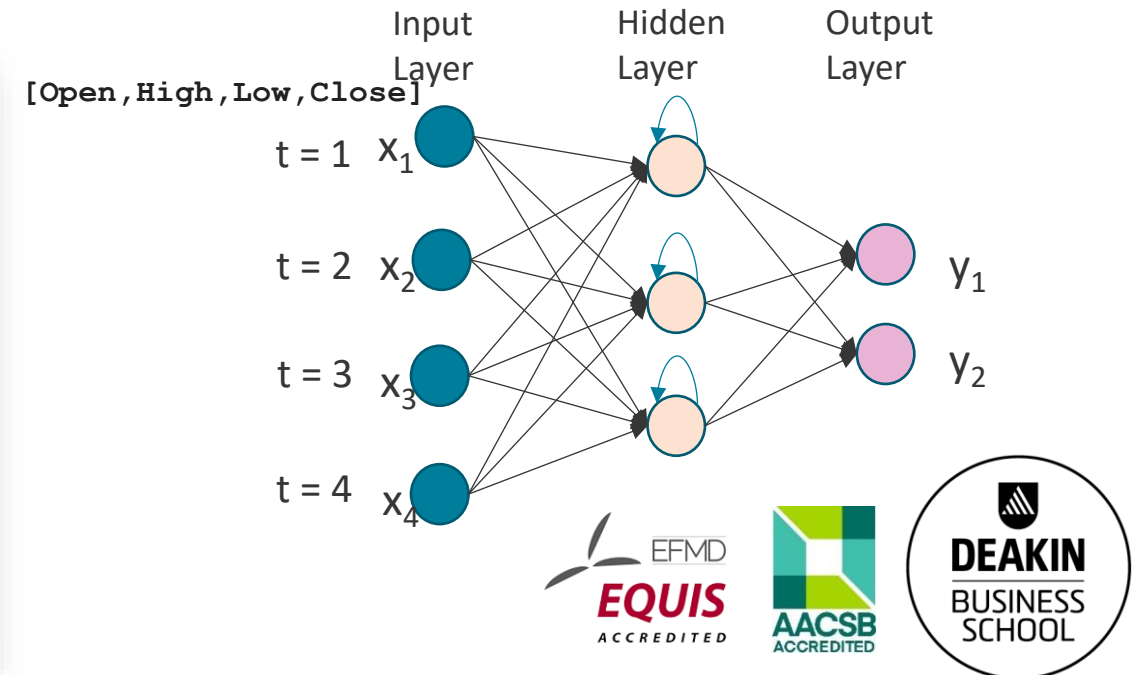 Input
Layer
Hidden
Layer
Output
Layer
[Open,High,Low,Close]
t = 1 x1
t = 2 x2
t = 3 x3
t = 4 x4
y1
y2
EFMD
EQUIS
ACCREDITED
AACSB
ACCREDITED
DEAKIN
BUSINESS
SCHOOL